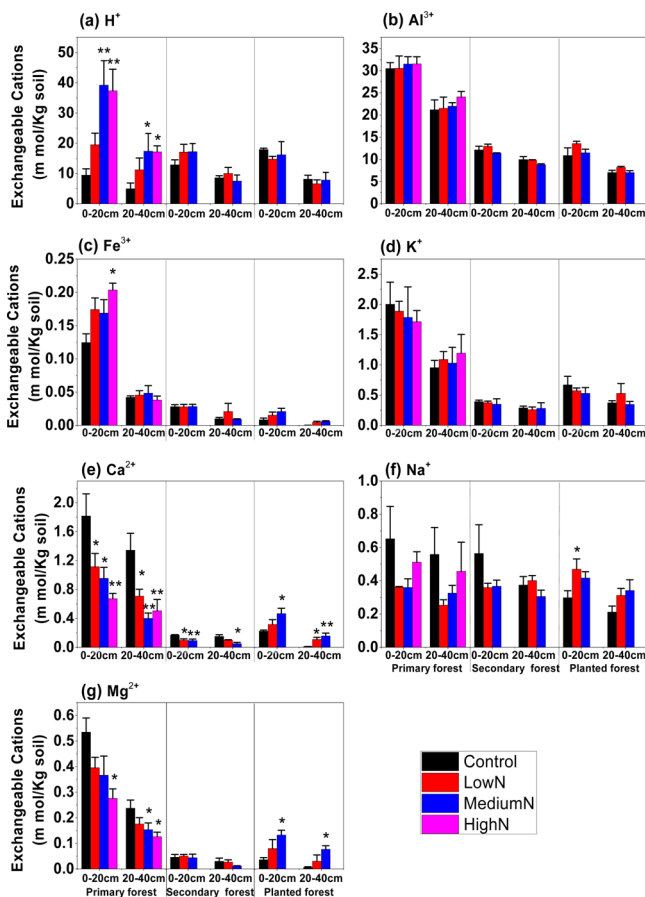 (a) H⁺
(b) Al³⁺
Exchangeable Cations
(m mol/Kg soil)
50
40
30
20
10
0
**
**
*
*
0-20cm 20-40cm 0-20cm 20-40cm 0-20cm 20-40cm
35
30
25
20
15
10
5
0
0-20cm 20-40cm 0-20cm 20-40cm 0-20cm 20-40cm
(c) Fe³⁺
(d) K⁺
Exchangeable Cations
(m mol/Kg soil)
0.25
0.20
0.15
0.10
0.05
0.00
*
0-20cm 20-40cm 0-20cm 20-40cm 0-20cm 20-40cm
2.5
2.0
1.5
1.0
0.5
0.0
0-20cm 20-40cm 0-20cm 20-40cm 0-20cm 20-40cm
(e) Ca²⁺
(f) Na⁺
Exchangeable Cations
(m mol/Kg soil)
2.0
1.6
1.2
0.8
0.4
0.0
*
*
**
*
**
**
* **
*
*
* **
0-20cm 20-40cm 0-20cm 20-40cm 0-20cm 20-40cm
1.0
0.8
0.6
0.4
0.2
0.0
*
0-20cm 20-40cm 0-20cm 20-40cm 0-20cm 20-40cm
Primary forest Secondary forest Planted forest
(g) Mg²⁺
Exchangeable Cations
(m mol/Kg soil)
0.6
0.5
0.4
0.3
0.2
0.1
0.0
*
*
*
*
*
0-20cm 20-40cm 0-20cm 20-40cm 0-20cm 20-40cm
Primary forest Secondary forest Planted forest
Control
LowN
MediumN
HighN